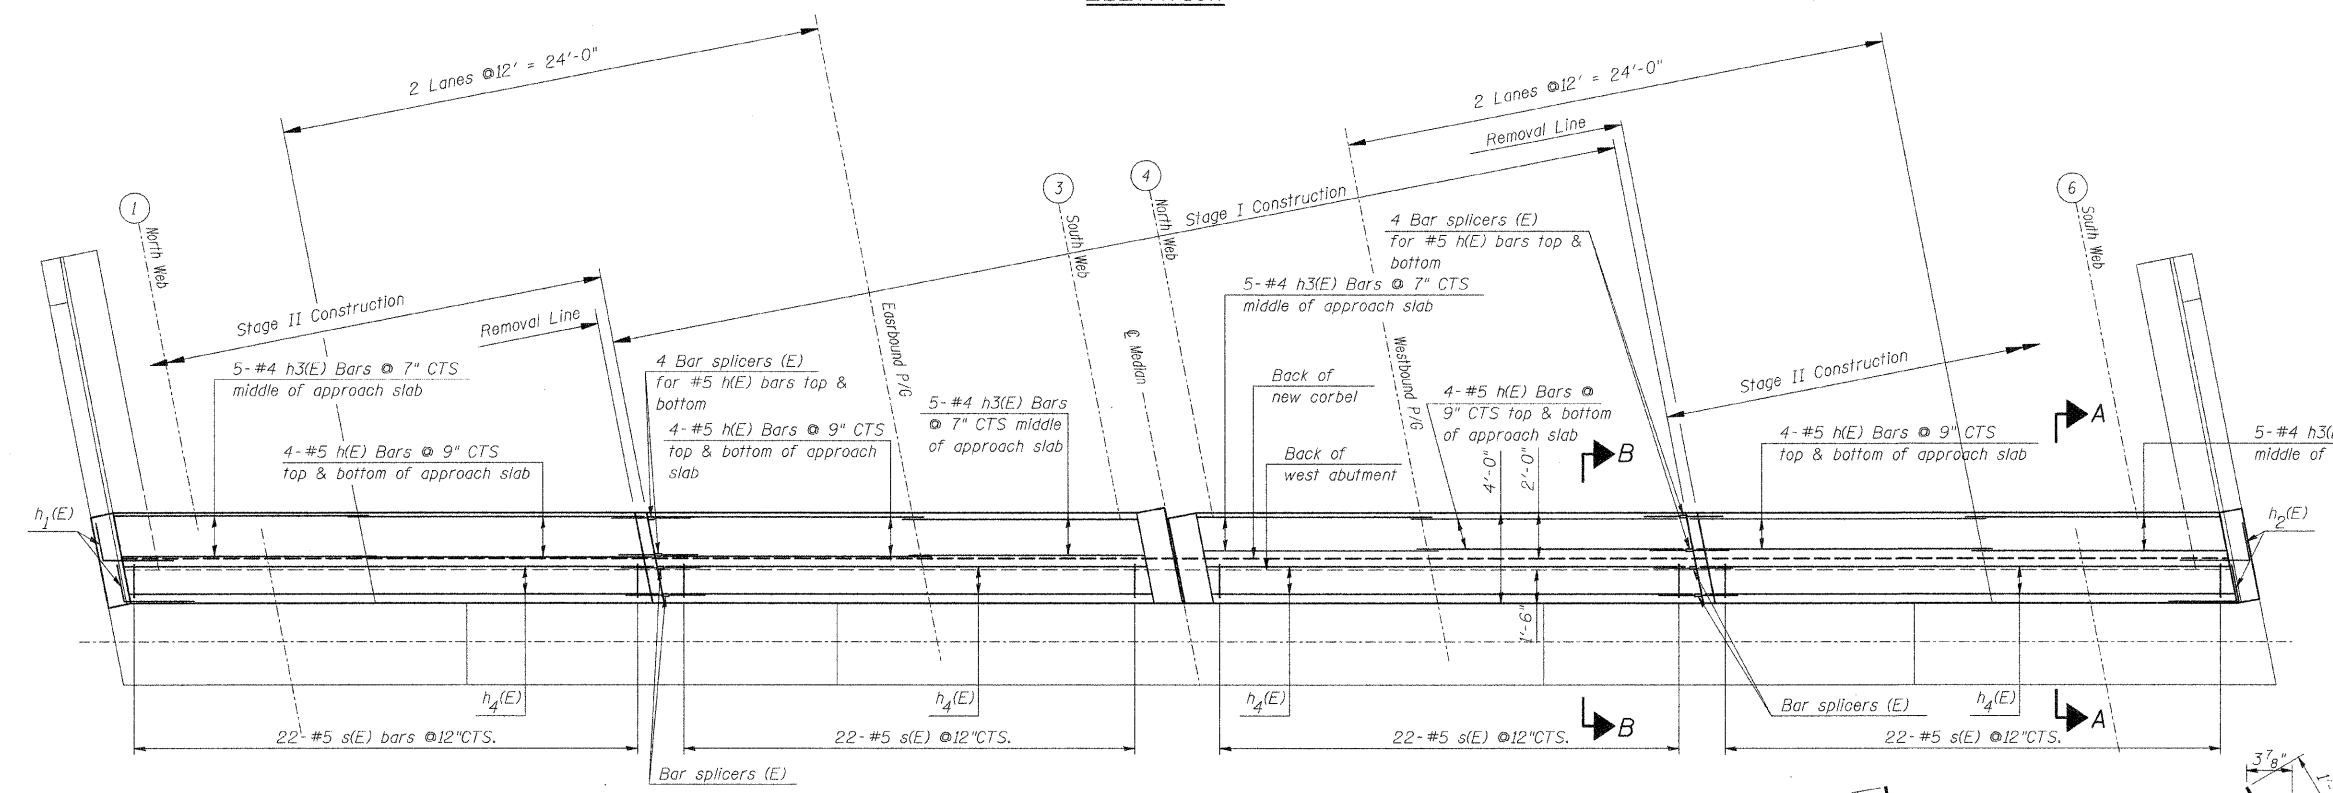 2 Lanes @12' = 24'-0"
2 Lanes @12' = 24'-0"
Removal Line
Stage I Construction
1
North Web
3
South Web
4
North Web
6
South Web
Stage II Construction
Removal Line
Easrbound P/G
℄ Median
Westbound P/G
4 Bar splicers (E)
for #5 h(E) bars top &
bottom
5-#4 h3(E) Bars @ 7" CTS
middle of approach slab
Stage II Construction
5-#4 h3(E) Bars @ 7" CTS
middle of approach slab
4 Bar splicers (E)
for #5 h(E) bars top &
bottom
5-#4 h3(E) Bars
@ 7" CTS middle
of approach slab
Back of
new corbel
4-#5 h(E) Bars @
9" CTS top & bottom
of approach slab
4-#5 h(E) Bars @ 9" CTS
top & bottom of approach slab
4-#5 h(E) Bars @ 9" CTS
top & bottom of approach
slab
Back of
west abutment
4'-0"
2'-0"
B
4-#5 h(E) Bars @ 9" CTS
top & bottom of approach slab
A
5-#4 h3(
middle of
h1(E)
h2(E)
1'-6"
h4(E)
h4(E)
h4(E)
B
Bar splicers (E)
h4(E)
A
22-#5 s(E) bars @12"CTS.
22-#5 s(E) @12"CTS.
22-#5 s(E) @12"CTS.
22-#5 s(E) @12"CTS.
Bar splicers (E)
3 7/8"